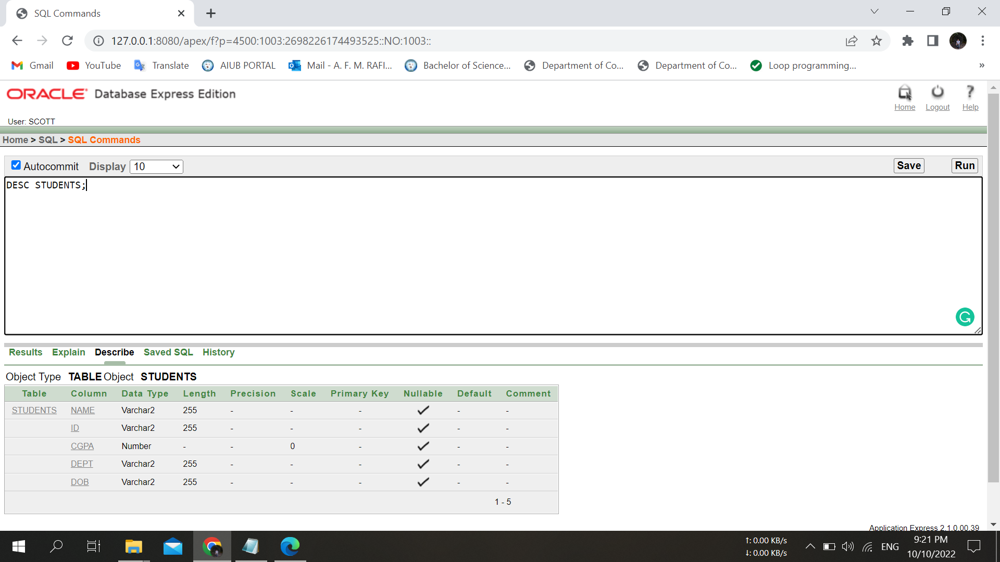 SQL Commands
127.0.0.1:8080/apex/f?p=4500:1003:2698226174493525::NO:1003::
Gmail YouTube Translate AIUB PORTAL Mail - A. F. M. RAFI... Bachelor of Science... Department of Co... Department of Co... Loop programming... »
ORACLE Database Express Edition
Home Logout Help
User: SCOTT
Home > SQL > SQL Commands
Autocommit Display 10 Save Run
DESC STUDENTS;
Results Explain Describe Saved SQL History
Object Type TABLE Object STUDENTS
Table Column Data Type Length Precision Scale Primary Key Nullable Default Comment
STUDENTS NAME Varchar2 255 - - - - -
ID Varchar2 255 - - - - -
CGPA Number - - 0 - - -
DEPT Varchar2 255 - - - - -
DOB Varchar2 255 - - - - -
1 - 5
Application Express 2.1.0.00.39
↑: 0.00 KB/s
↓: 0.00 KB/s
ENG
9:21 PM
10/10/2022